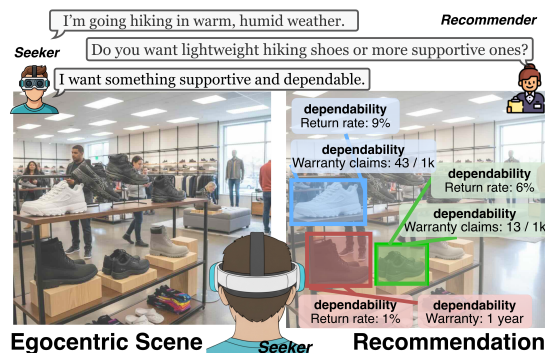 I'm going hiking in warm, humid weather.
Recommender
Do you want lightweight hiking shoes or more supportive ones?
Seeker
I want something supportive and dependable.
dependability
Return rate: 9%
dependability
Warranty claims: 43 / 1k
dependability
Return rate: 6%
dependability
Warranty claims: 13 / 1k
dependability
Return rate: 1%
dependability
Warranty: 1 year
Egocentric Scene
Seeker
Recommendation